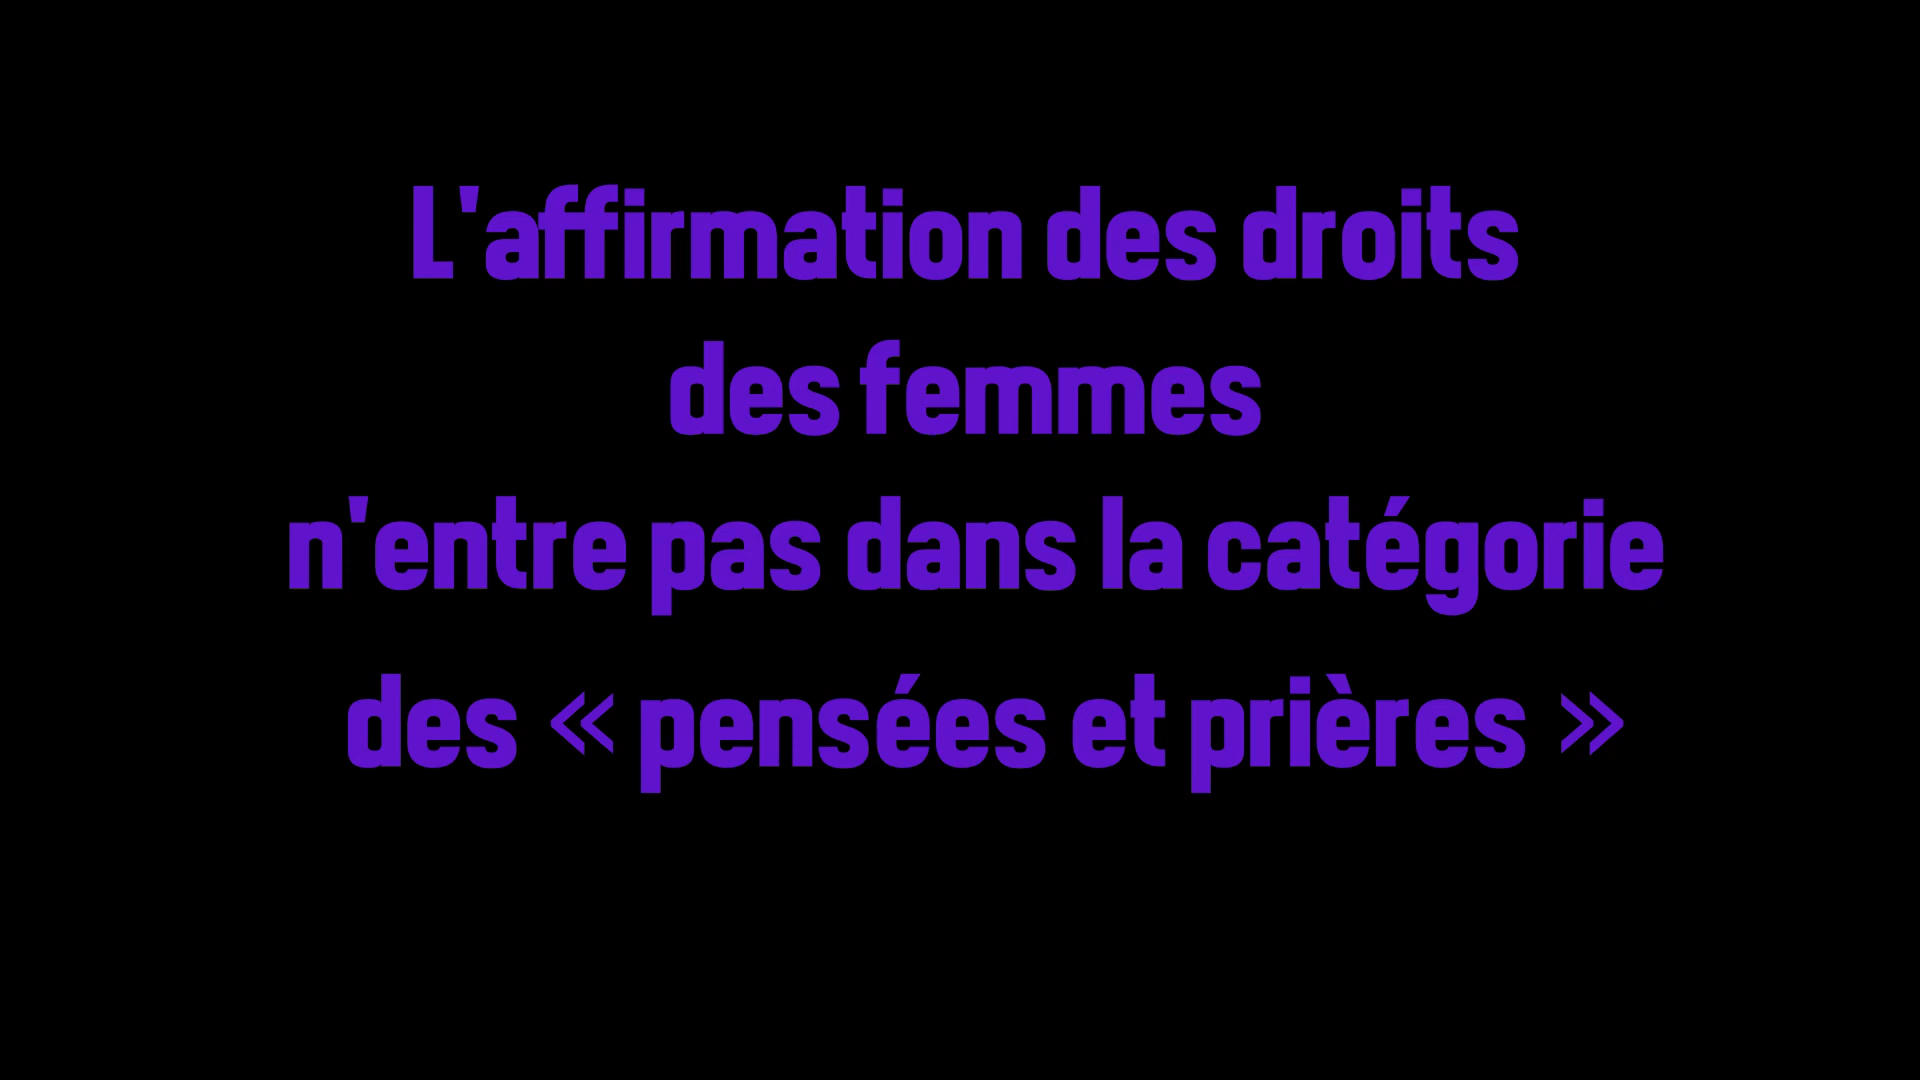 L'affirmation des droits
des femmes
n'entre pas dans la catégorie
des « pensées et prières »